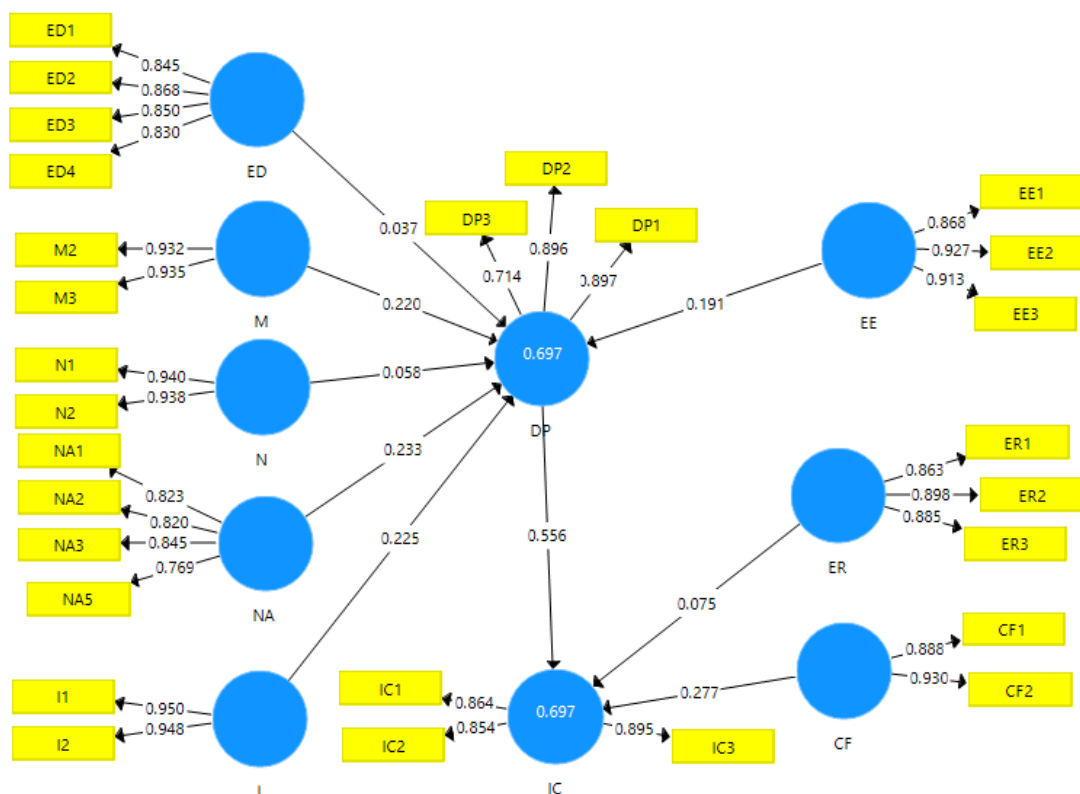 ED1
0.845
ED2
0.868
ED3
0.850
ED4
0.830
ED
0.037
M2
0.932
M3
0.935
M
0.220
N1
0.940
N2
0.938
N
0.058
NA1
0.823
NA2
0.820
NA3
0.845
NA5
0.769
NA
0.233
I1
0.950
I2
0.948
0.225
DP3
0.714
DP2
0.896
DP1
0.897
0.697
DP
0.556
EE1
0.868
EE2
0.927
EE3
0.913
EE
0.191
ER1
0.863
ER2
0.898
ER3
0.885
ER
0.075
CF1
0.888
CF2
0.930
CF
0.277
IC1
0.864
IC2
0.854
IC3
0.895
0.697
IC